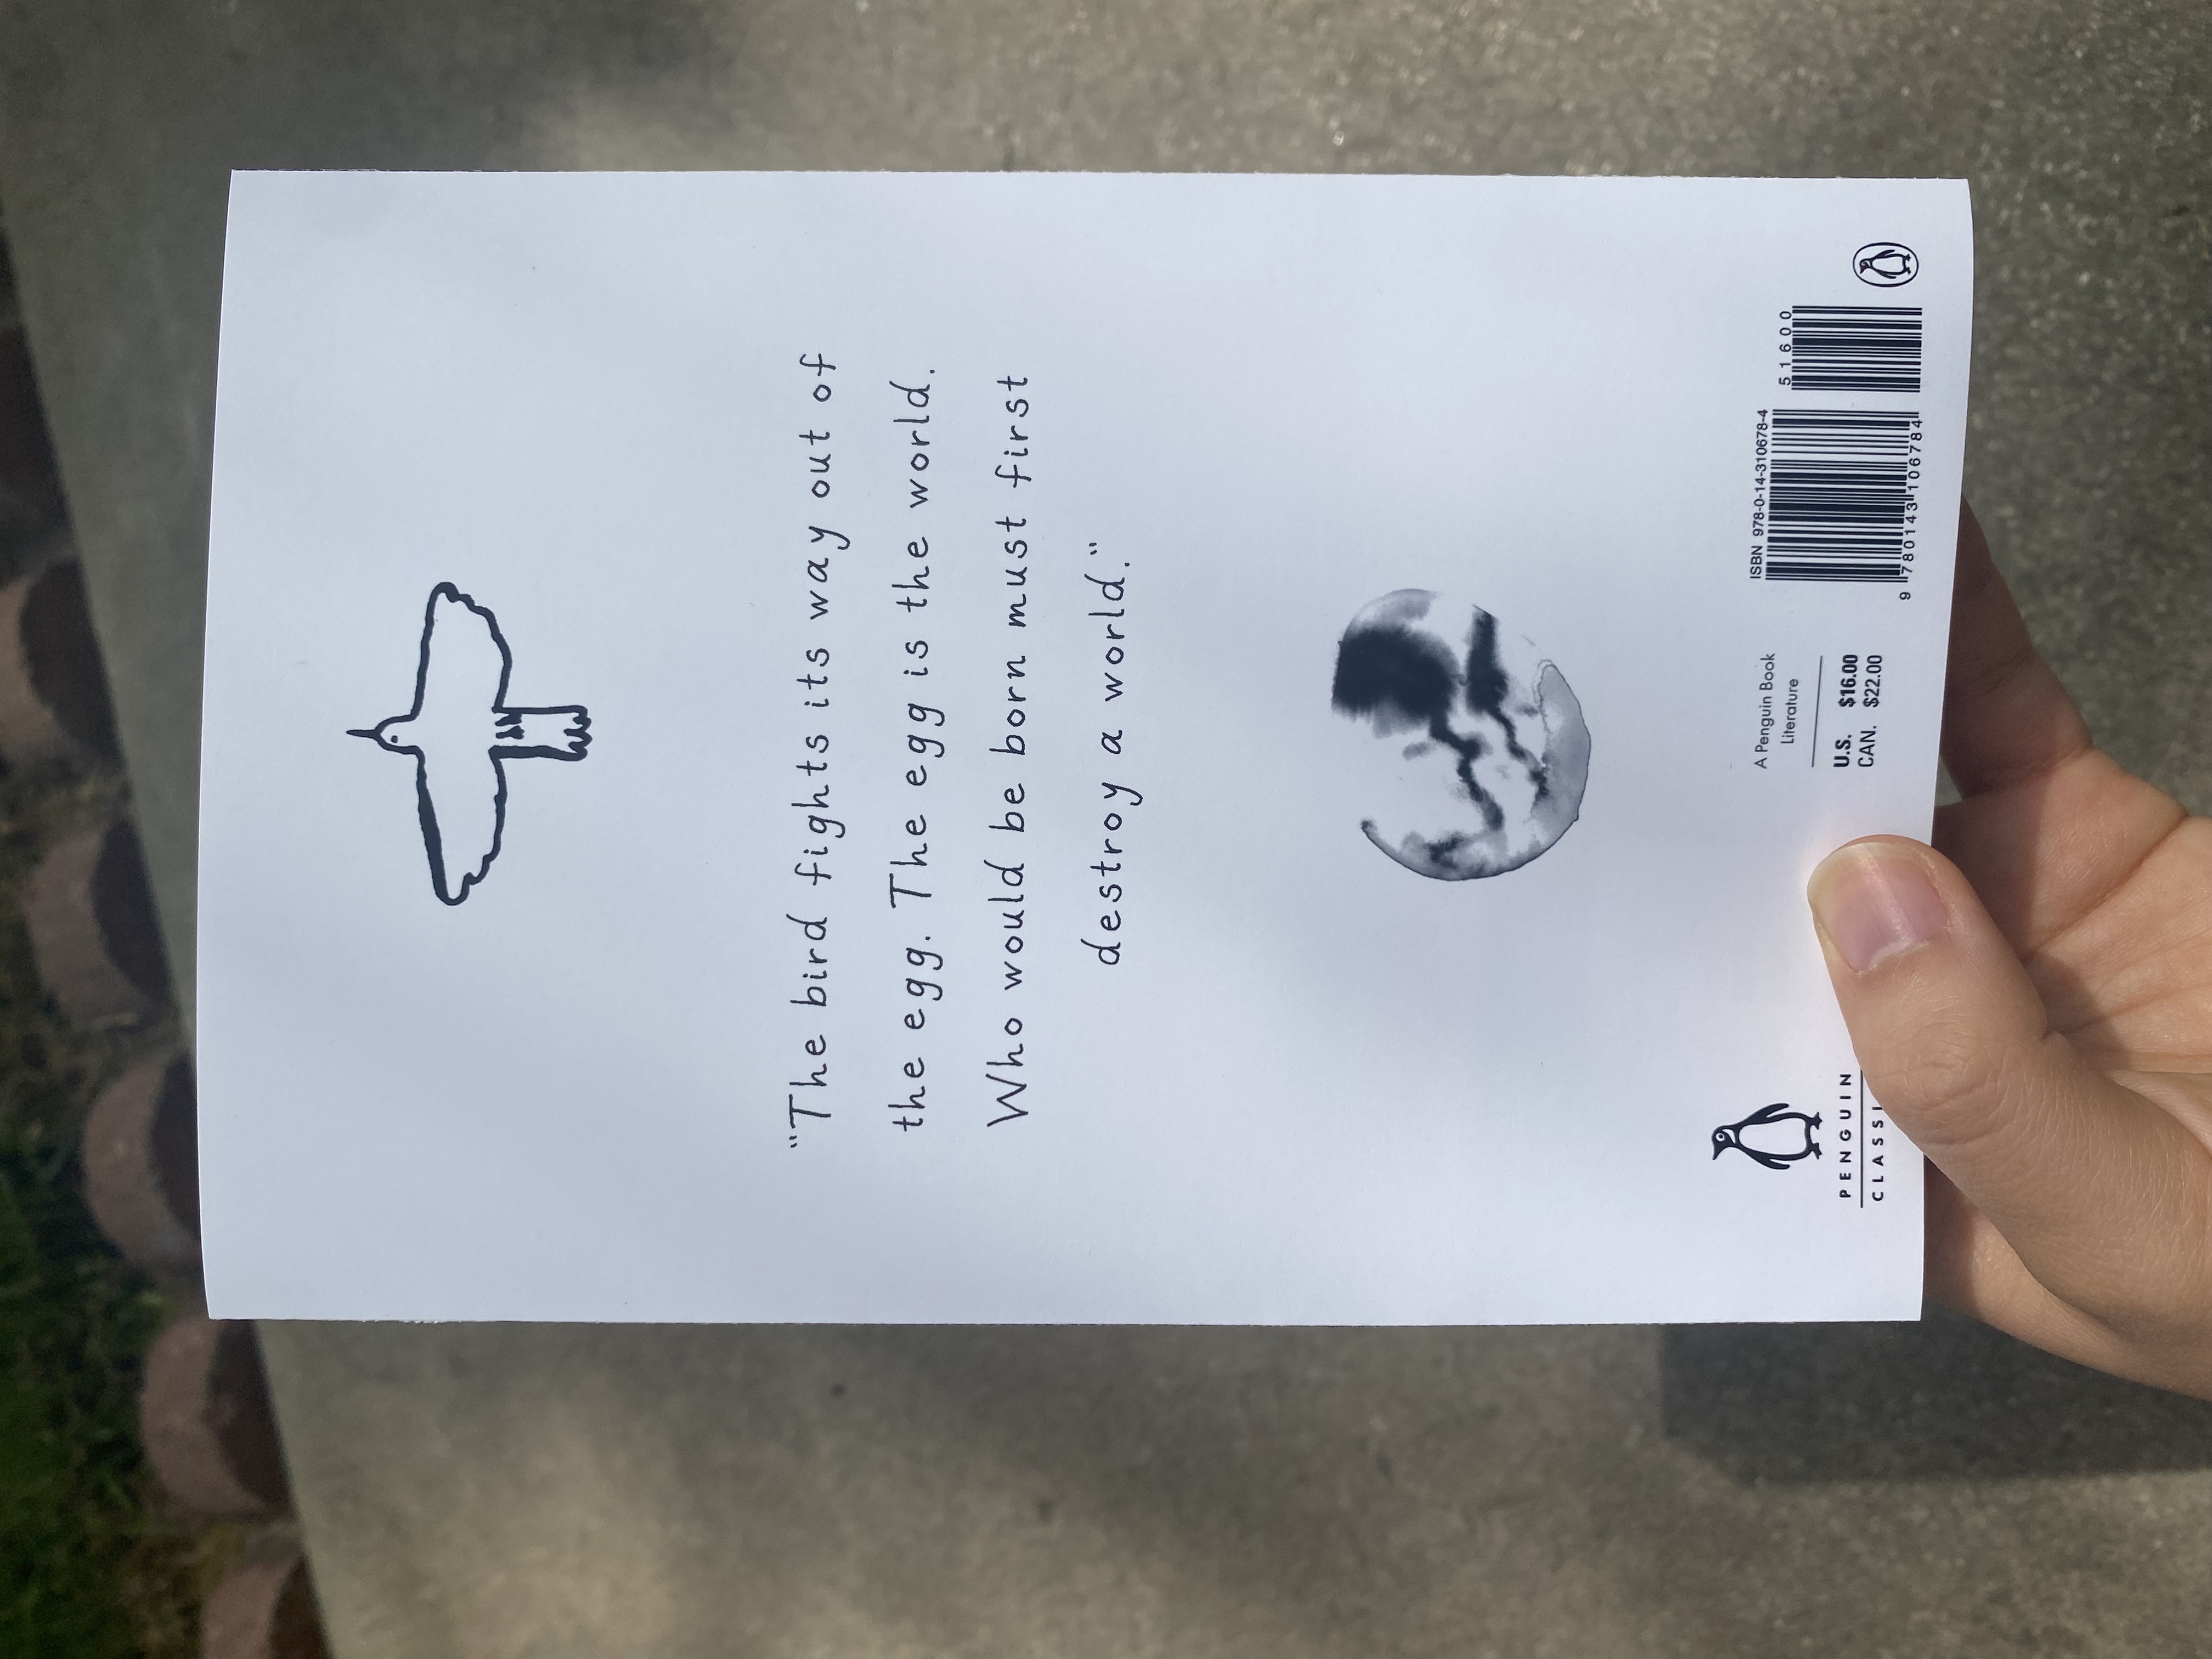 "The bird fights its way out of
the egg. The egg is the world.
Who would be born must first
destroy a world."
PENGUIN
CLASSI
A Penguin Book
Literature
U.S. $16.00
CAN. $22.00
ISBN 978-0-14-310678-4
9 780143 106784
51600